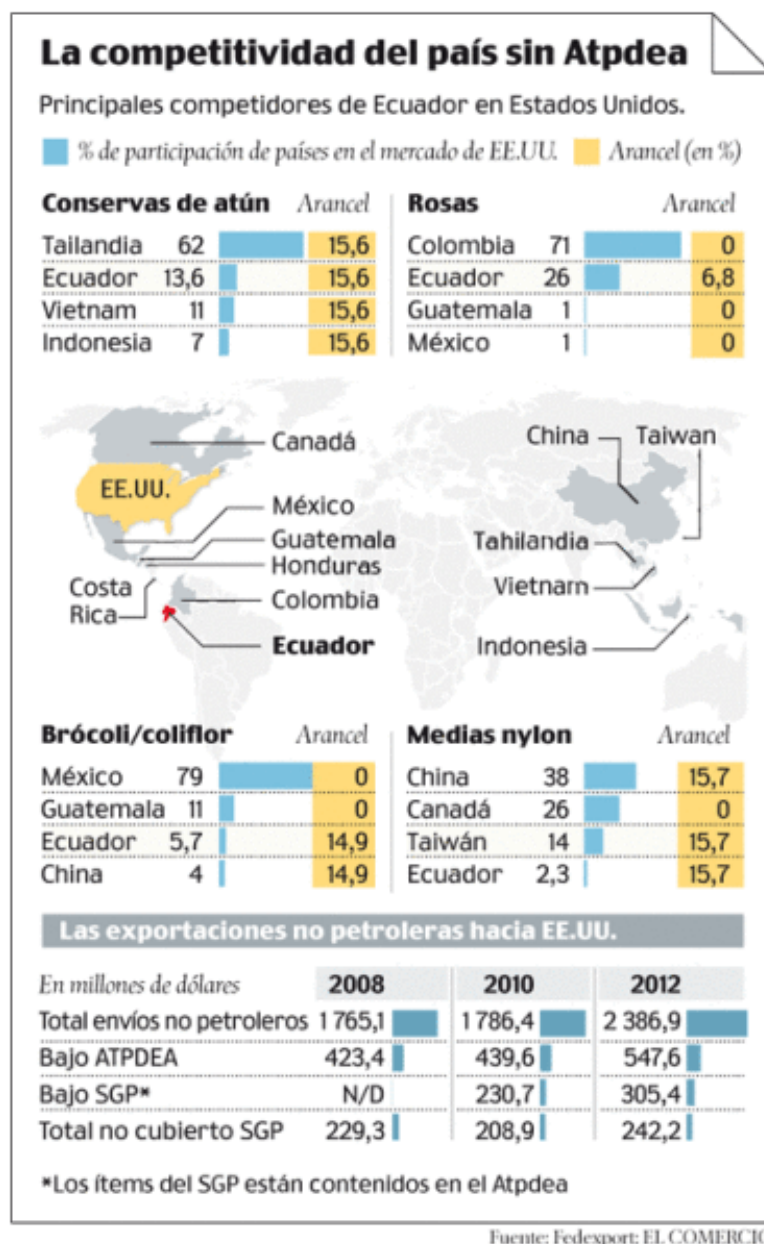 La competitividad del país sin Atpdea
Principales competidores de Ecuador en Estados Unidos.
% de participación de países en el mercado de EE.UU. Arancel (en %)
Conservas de atún Arancel
Tailandia 62 15,6
Ecuador 13,6 15,6
Vietnam 11 15,6
Indonesia 7 15,6
Rosas Arancel
Colombia 71 0
Ecuador 26 6,8
Guatemala 1 0
México 1 0
Canadá
EE.UU.
México
Guatemala
Honduras
Costa
Rica
Colombia
Ecuador
China Taiwan
Tahilandia
Vietnam
Indonesia
Brócoli/coliflor Arancel
México 79 0
Guatemala 11 0
Ecuador 5,7 14,9
China 4 14,9
Medias nylon Arancel
China 38 15,7
Canadá 26 0
Taiwán 14 15,7
Ecuador 2,3 15,7
Las exportaciones no petroleras hacia EE.UU.
En millones de dólares 2008 2010 2012
Total envíos no petroleros 1 765,1 1 786,4 2 386,9
Bajo ATPDEA 423,4 439,6 547,6
Bajo SGP* N/D 230,7 305,4
Total no cubierto SGP 229,3 208,9 242,2
*Los ítems del SGP están contenidos en el Atpdea
Fuente: Fedexport; EL COMERCIO